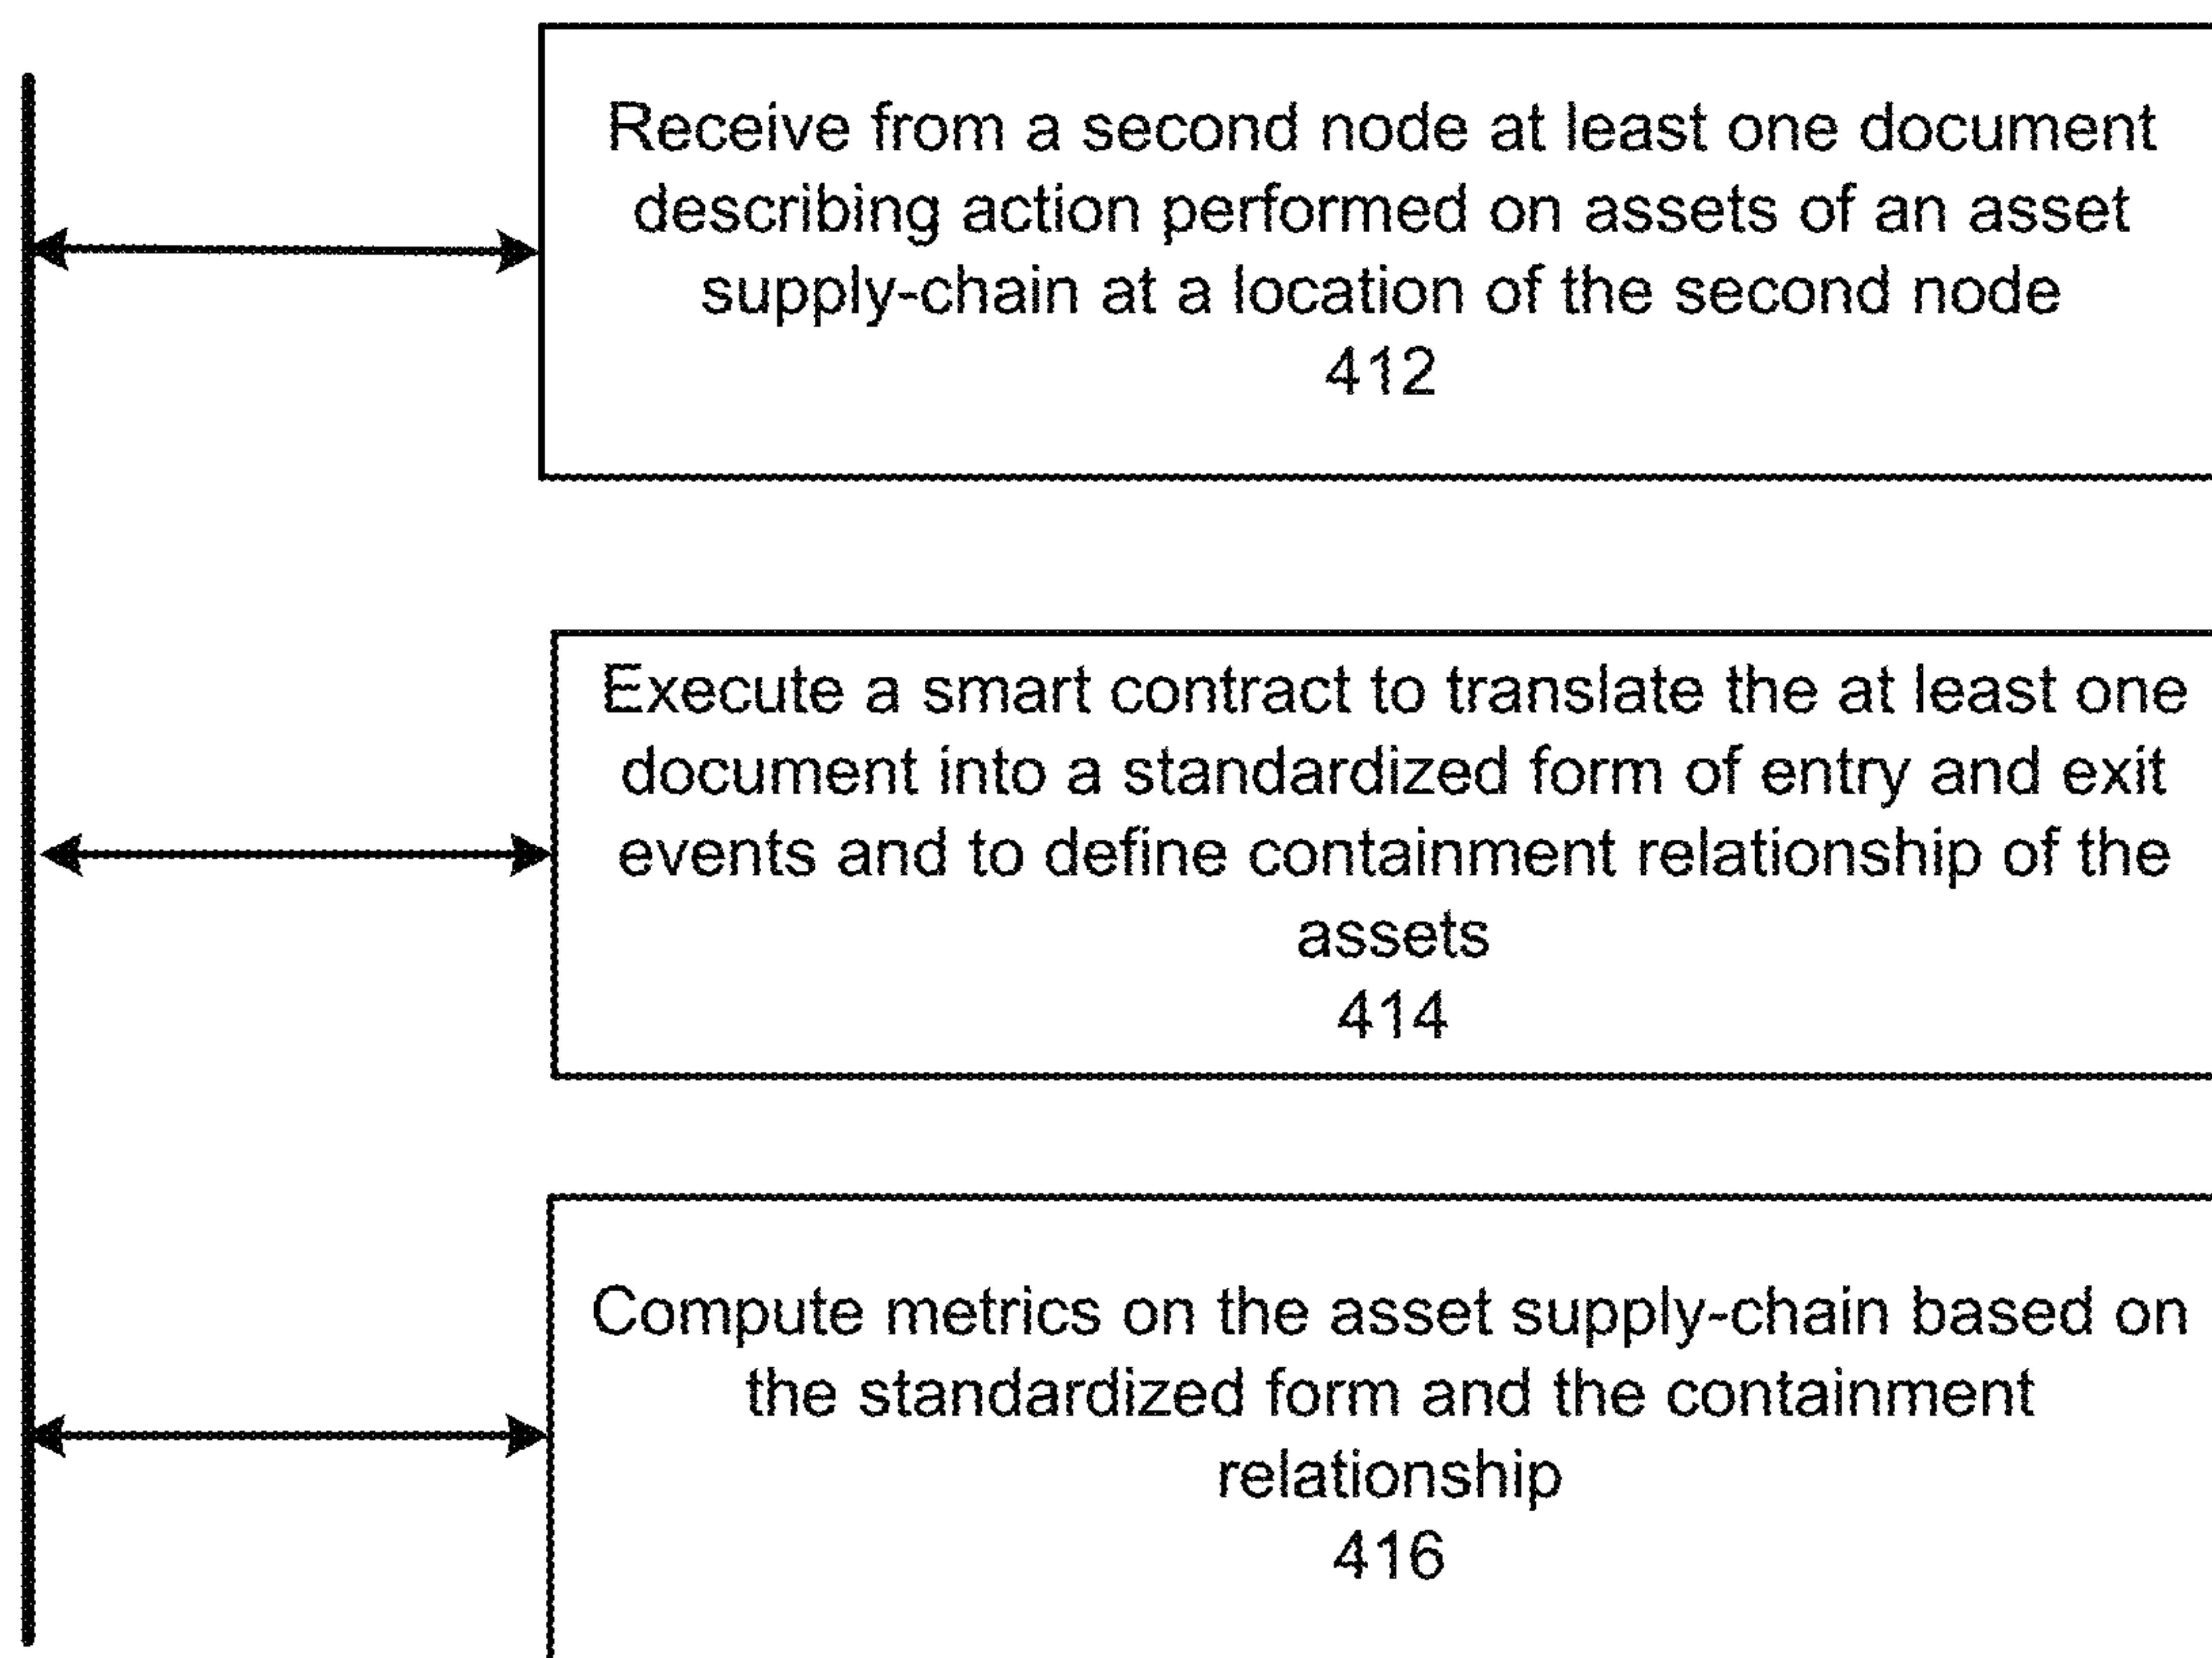 Receive from a second node at least one document
describing action performed on assets of an asset
supply-chain at a location of the second node
412
Execute a smart contract to translate the at least one
document into a standardized form of entry and exit
events and to define containment relationship of the
assets
414
Compute metrics on the asset supply-chain based on
the standardized form and the containment
relationship
416